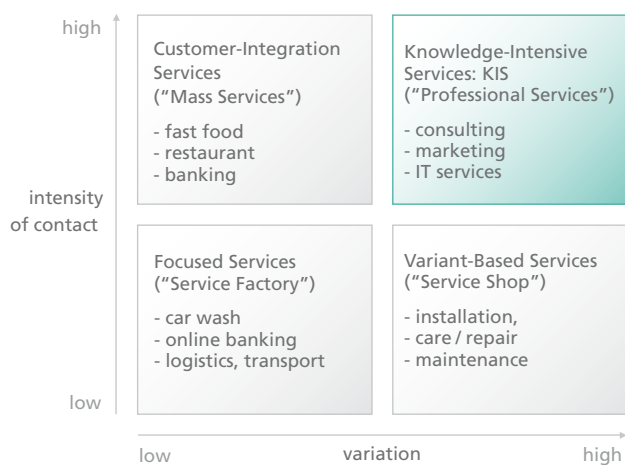 high
Customer-Integration
Services
(“Mass Services”)
- fast food
- restaurant
- banking
Knowledge-Intensive
Services: KIS
(“Professional Services”)
- consulting
- marketing
- IT services
intensity
of contact
Focused Services
(“Service Factory”)
- car wash
- online banking
- logistics, transport
Variant-Based Services
(“Service Shop”)
- installation,
- care / repair
- maintenance
low
low
variation
high